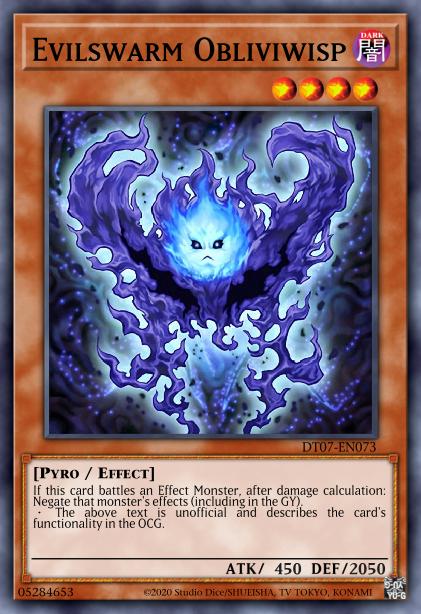 Evilswarm Obliviwisp
DARK
闇
DT07-EN073
[Pyro / Effect]
If this card battles an Effect Monster, after damage calculation:
Negate that monster's effects (including in the GY).
・ The above text is unofficial and describes the card's
functionality in the OCG.
ATK/ 450 DEF/2050
05284653
©2020 Studio Dice/SHUEISHA, TV TOKYO, KONAMI